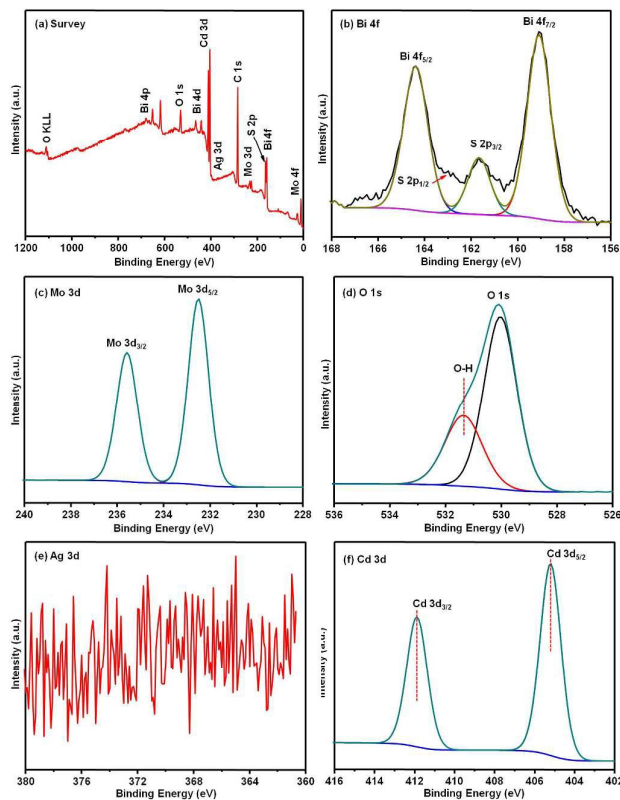 (a) Survey
O KLL
Bi 4p
O 1s
Bi 4d
Cd 3d
Ag 3d
C 1s
Mo 3d
S 2p
Bi4f
Mo 4f
Intensity (a.u.)
1200 1000 800 600 400 200 0
Binding Energy (eV)
(b) Bi 4f
Bi 4f5/2
S 2p1/2
S 2p3/2
Bi 4f7/2
Intensity (a.u.)
168 166 164 162 160 158 156
Binding Energy (eV)
(c) Mo 3d
Mo 3d3/2
Mo 3d5/2
Intensity (a.u.)
240 238 236 234 232 230 228
Binding Energy (eV)
(d) O 1s
O 1s
O-H
Intensity (a.u.)
536 534 532 530 528 526
Binding Energy (eV)
(e) Ag 3d
Intensity (a.u.)
380 376 372 368 364 360
Binding Energy (eV)
(f) Cd 3d
Cd 3d3/2
Cd 3d5/2
Intensity (a.u.)
416 414 412 410 408 406 404 402
Binding Energy (eV)